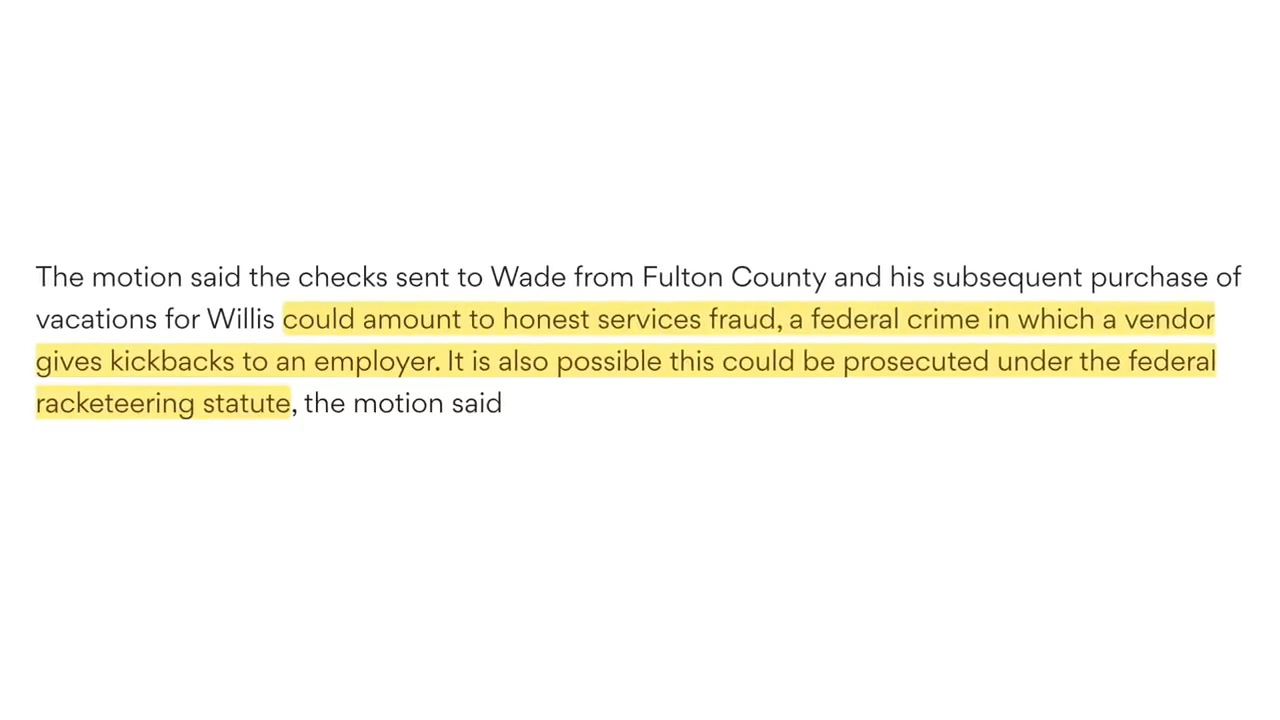 The motion said the checks sent to Wade from Fulton County and his subsequent purchase of
vacations for Willis could amount to honest services fraud, a federal crime in which a vendor
gives kickbacks to an employer. It is also possible this could be prosecuted under the federal
racketeering statute, the motion said